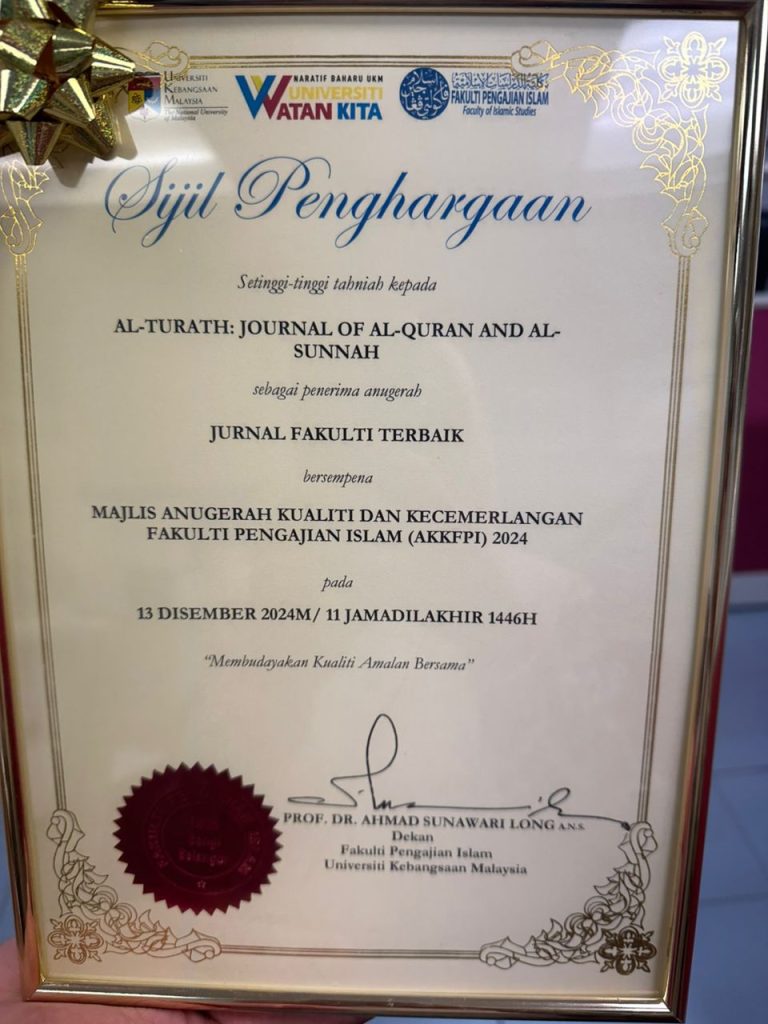 UNIVERSITI
KEBANGSAAN
MALAYSIA
The National University
of Malaysia
NARATIF BAHARU UKM
UNIVERSITI
WATAN KITA
FAKULTI PENGAJIAN ISLAM
Faculty of Islamic Studies
Sijil Penghargaan
Setinggi-tinggi tahniah kepada
AL-TURATH: JOURNAL OF AL-QURAN AND AL-
SUNNAH
sebagai penerima anugerah
JURNAL FAKULTI TERBAIK
bersempena
MAJLIS ANUGERAH KUALITI DAN KECEMERLANGAN
FAKULTI PENGAJIAN ISLAM (AKKFPI) 2024
pada
13 DISEMBER 2024M/ 11 JAMADILAKHIR 1446H
“Membudayakan Kualiti Amalan Bersama”
PROF. DR. AHMAD SUNAWARI LONG A.N.S.
Dekan
Fakulti Pengajian Islam
Universiti Kebangsaan Malaysia
Bangi
Selangor